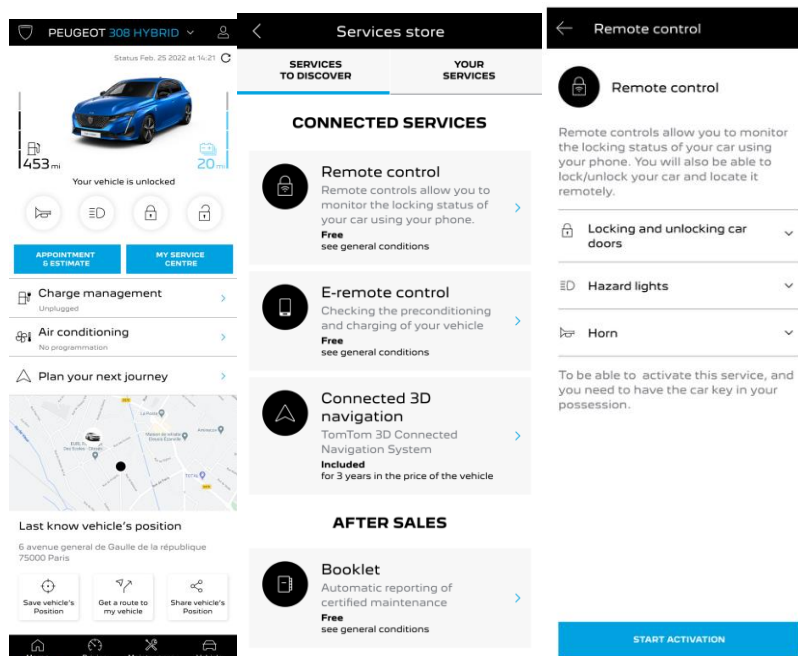 PEUGEOT 308 HYBRID
Status Feb. 25 2022 at 14:21
453 mi
20 mi
Your vehicle is unlocked
APPOINTMENT
& ESTIMATE
MY SERVICE
CENTRE
Charge management
Unplugged
Air conditioning
No programmation
Plan your next journey
Last know vehicle's position
6 avenue general de Gaulle de la république
75000 Paris
Save vehicle's
Position
Get a route to
my vehicle
Share vehicle's
Position
Services store
SERVICES
TO DISCOVER
YOUR
SERVICES
CONNECTED SERVICES
Remote control
Remote controls allow you to
monitor the locking status of
your car using your phone.
Free
see general conditions
E-remote control
Checking the preconditioning
and charging of your vehicle
Free
see general conditions
Connected 3D
navigation
TomTom 3D Connected
Navigation System
Included
for 3 years in the price of the vehicle
AFTER SALES
Booklet
Automatic reporting of
certified maintenance
Free
see general conditions
Remote control
Remote control
Remote controls allow you to monitor
the locking status of your car using
your phone. You will also be able to
lock/unlock your car and locate it
remotely.
Locking and unlocking car
doors
Hazard lights
Horn
To be able to activate this service, and
you need to have the car key in your
possession.
START ACTIVATION